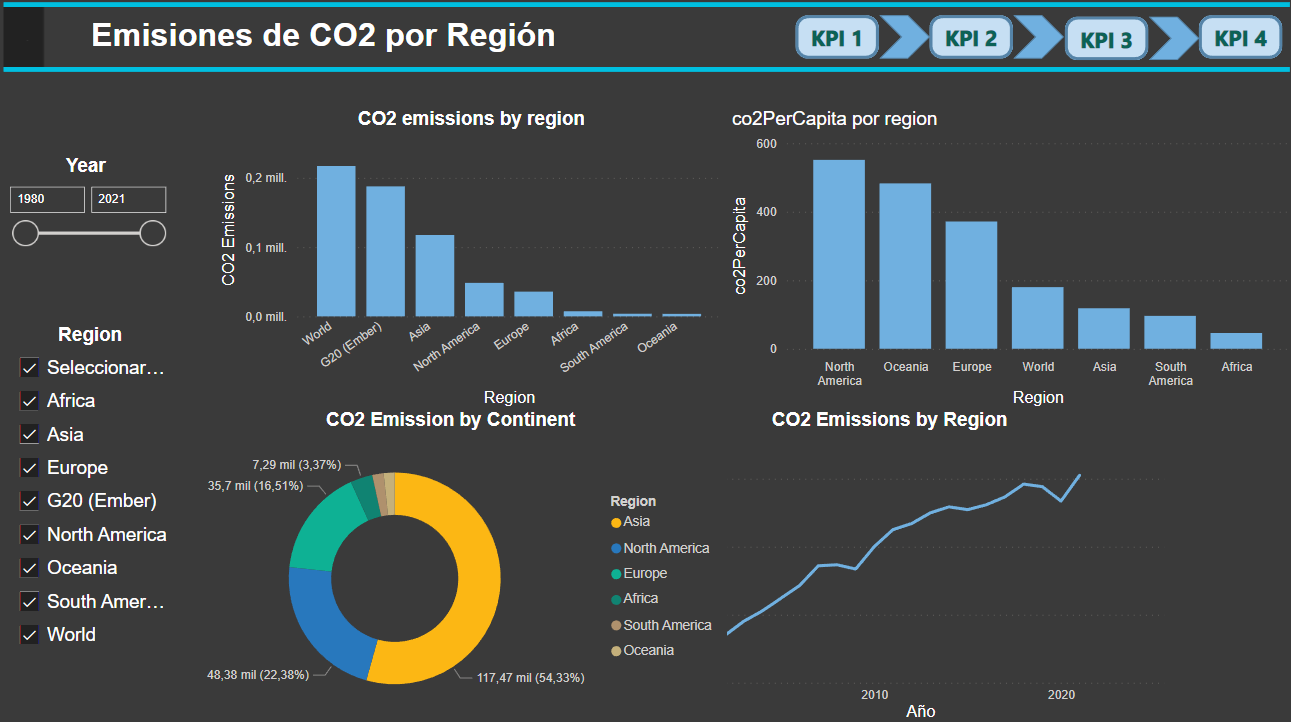 Emisiones de CO2 por Región
KPI 1
KPI 2
KPI 3
KPI 4
Year
1980
2021
Region
Seleccionar…
Africa
Asia
Europe
G20 (Ember)
North America
Oceania
South Amer…
World
CO2 emissions by region
CO2 Emissions
0,2 mill.
0,1 mill.
0,0 mill.
World
G20 (Ember)
Asia
North America
Europe
Africa
South America
Oceania
Region
co2PerCapita por region
co2PerCapita
600
400
200
0
North
America
Oceania
Europe
World
Asia
South
America
Africa
Region
CO2 Emission by Continent
7,29 mil (3,37%)
35,7 mil (16,51%)
48,38 mil (22,38%)
117,47 mil (54,33%)
Region
Asia
North America
Europe
Africa
South America
Oceania
CO2 Emissions by Region
2010
2020
Año